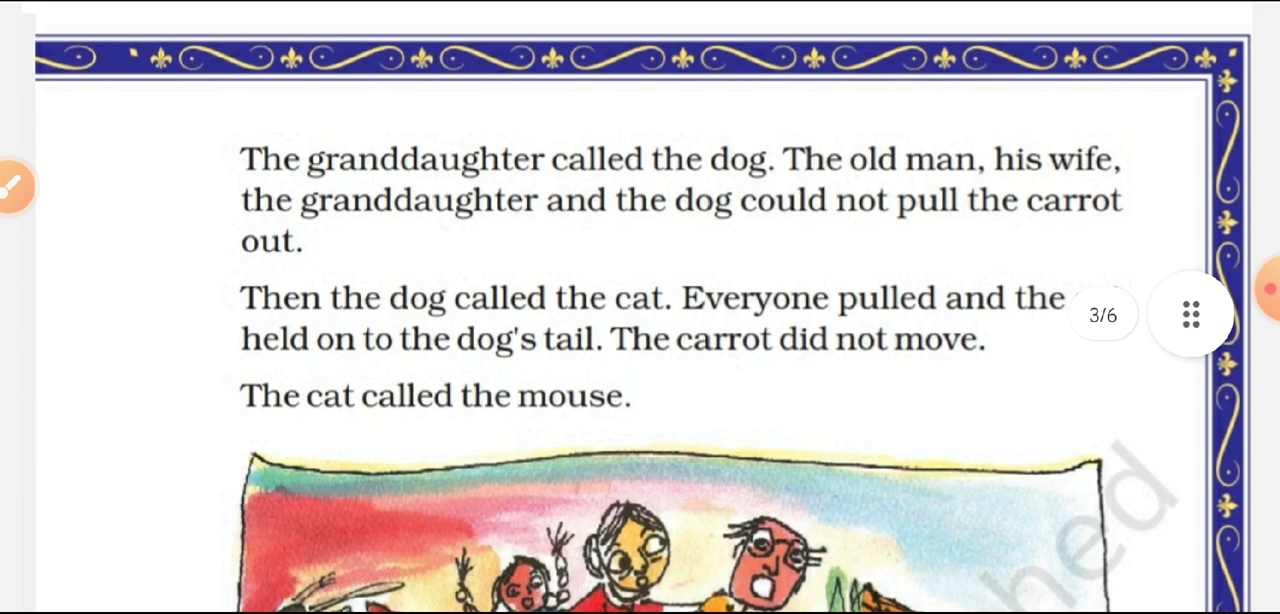 The granddaughter called the dog. The old man, his wife,
the granddaughter and the dog could not pull the carrot
out.
Then the dog called the cat. Everyone pulled and the
held on to the dog's tail. The carrot did not move.
3/6
The cat called the mouse.
hed